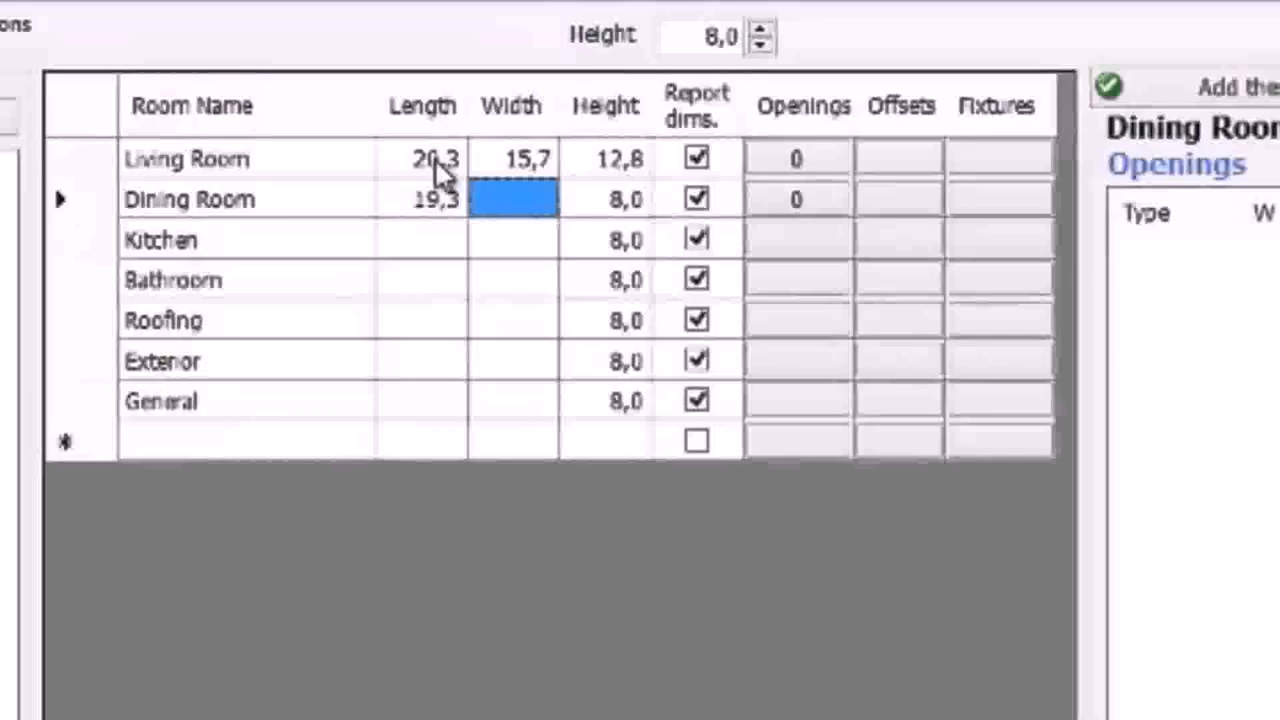 ons
Height 8,0
Room Name Length Width Height Report dims. Openings Offsets Fixtures
Living Room 20,3 15,7 12,8 0
Dining Room 19,3 8,0 0
Kitchen 8,0
Bathroom 8,0
Roofing 8,0
Exterior 8,0
General 8,0
Add the
Dining Roo
Openings
Type W